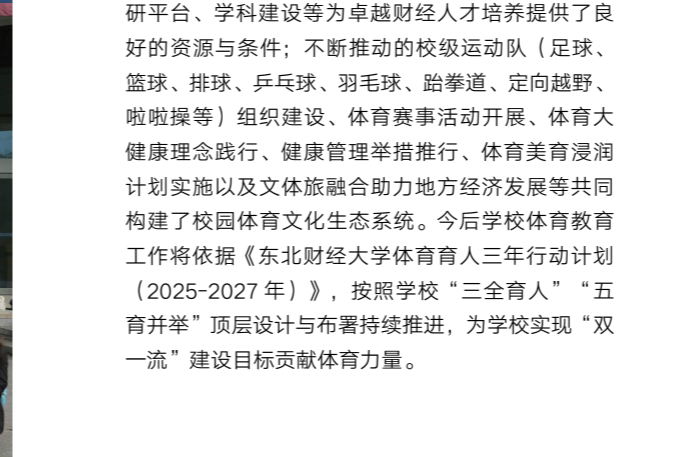 研平台、学科建设等为卓越财经人才培养提供了良
好的资源与条件；不断推动的校级运动队（足球、
篮球、排球、乒乓球、羽毛球、跆拳道、定向越野、
啦啦操等）组织建设、体育赛事活动开展、体育大
健康理念践行、健康管理举措推行、体育美育浸润
计划实施以及文体旅融合助力地方经济发展等共同
构建了校园体育文化生态系统。今后学校体育教育
工作将依据《东北财经大学体育育人三年行动计划
（2025-2027 年）》，按照学校“三全育人”“五
育并举”顶层设计与布署持续推进，为学校实现“双
一流”建设目标贡献体育力量。